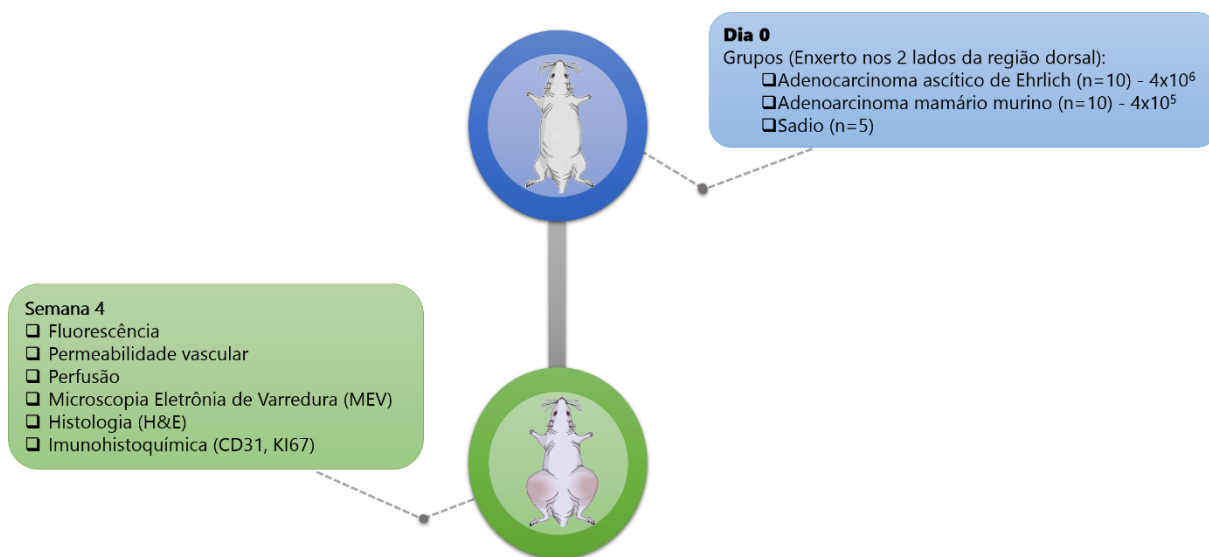 Dia 0
Grupos (Enxerto nos 2 lados da região dorsal):
❑Adenocarcinoma ascítico de Ehrlich (n=10) - 4x10⁶
❑Adenoarcinoma mamário murino (n=10) - 4x10⁵
❑Sadio (n=5)
Semana 4
❑ Fluorescência
❑ Permeabilidade vascular
❑ Perfusão
❑ Microscopia Eletrônia de Varredura (MEV)
❑ Histologia (H&E)
❑ Imunohistoquímica (CD31, KI67)